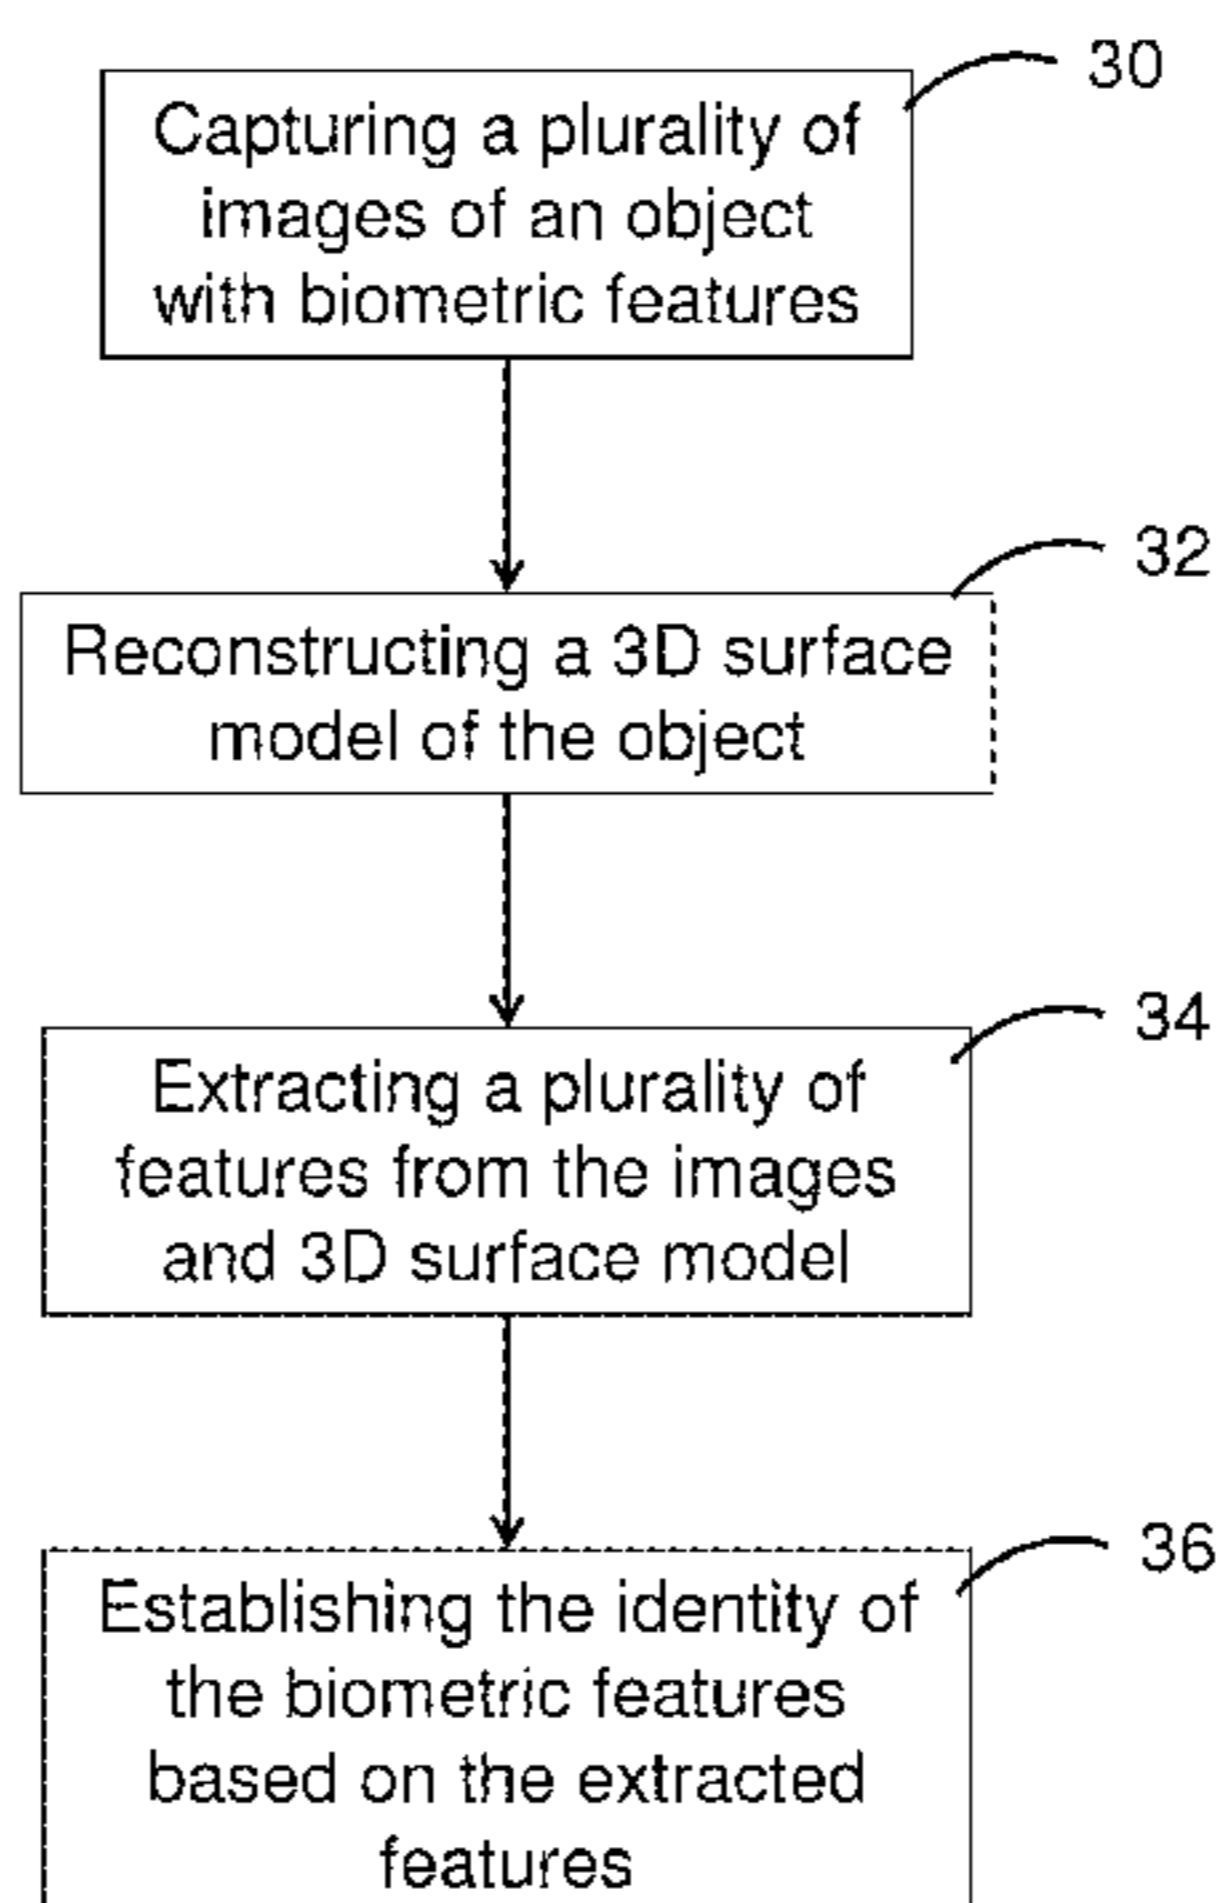 30
Capturing a plurality of
images of an object
with biometric features
32
Reconstructing a 3D surface
model of the object
34
Extracting a plurality of
features from the images
and 3D surface model
36
Establishing the identity of
the biometric features
based on the extracted
features